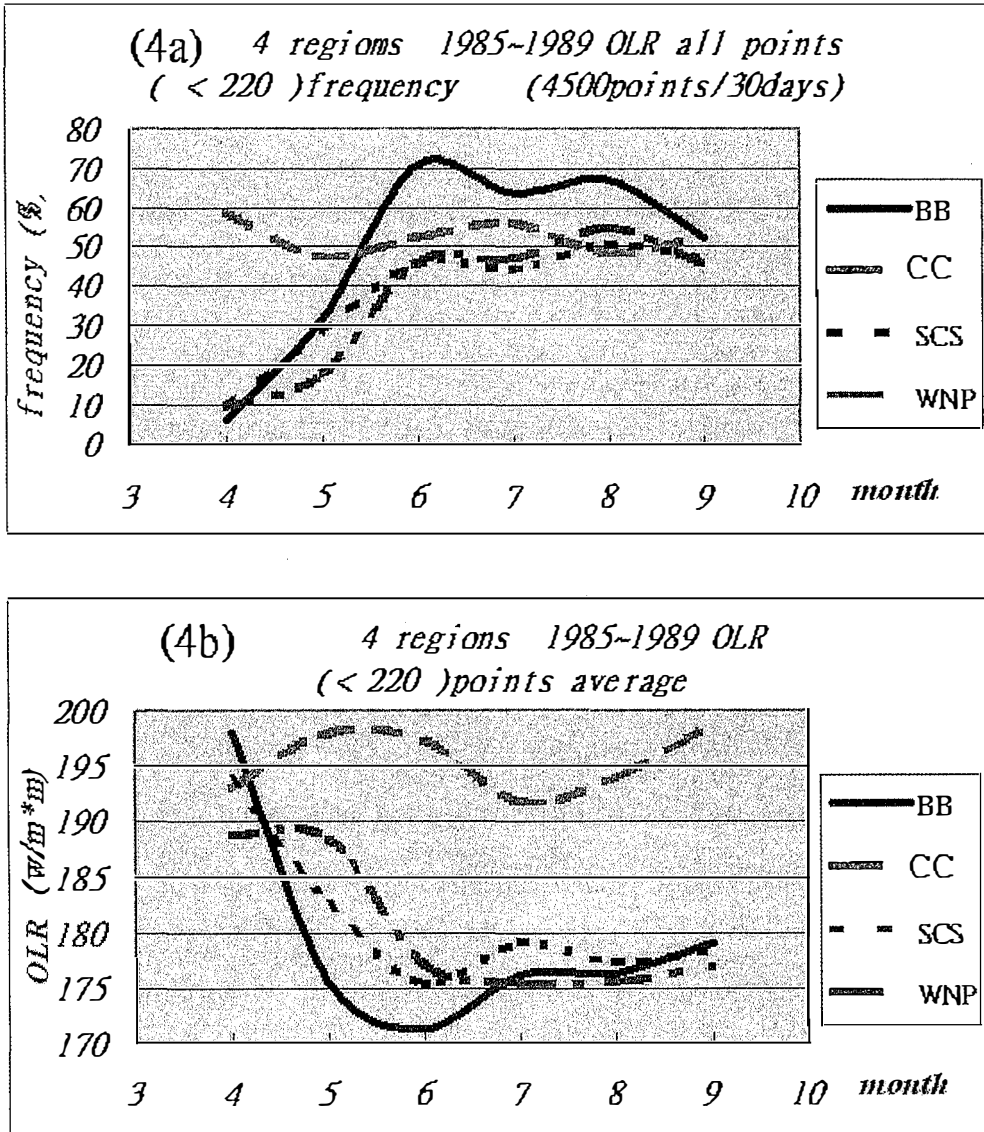 (4a) 4 regioms 1985~1989 OLR all points
( < 220 )frequency (4500points/30days)
80
70
60
50
40
30
20
10
0
frequency (%,
3 4 5 6 7 8 9 10 month
BB
CC
SCS
WNP
(4b) 4 regions 1985~1989 OLR
(< 220 )points average
200
195
190
185
180
175
170
OLR (w/m*m)
3 4 5 6 7 8 9 10 month
BB
CC
SCS
WNP